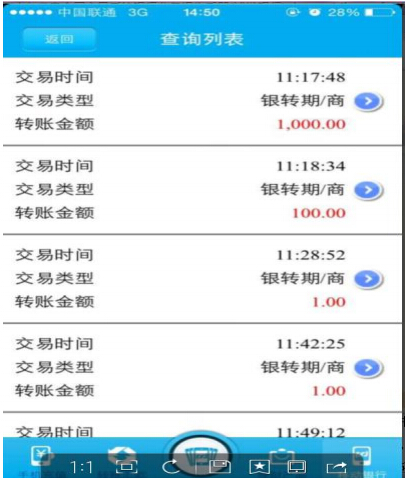 中国联通 3G 14:50 28%
返回 查询列表
交易时间 11:17:48
交易类型 银转期/商
转账金额 1,000.00
交易时间 11:18:34
交易类型 银转期/商
转账金额 100.00
交易时间 11:28:52
交易类型 银转期/商
转账金额 1.00
交易时间 11:42:25
交易类型 银转期/商
转账金额 1.00
交易时间 11:49:12
1:1